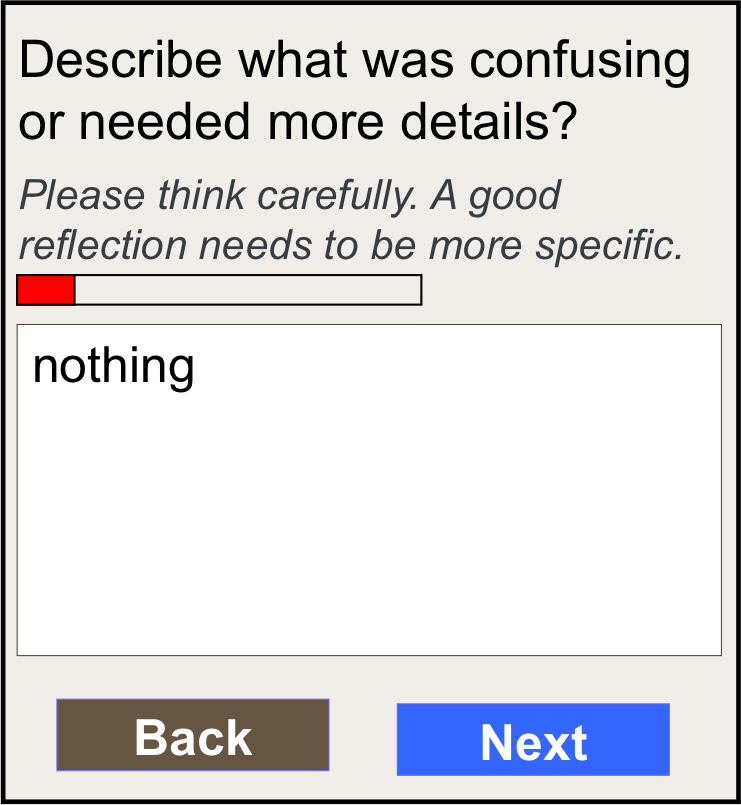 Describe what was confusing
or needed more details?
Please think carefully. A good
reflection needs to be more specific.
nothing
Back
Next